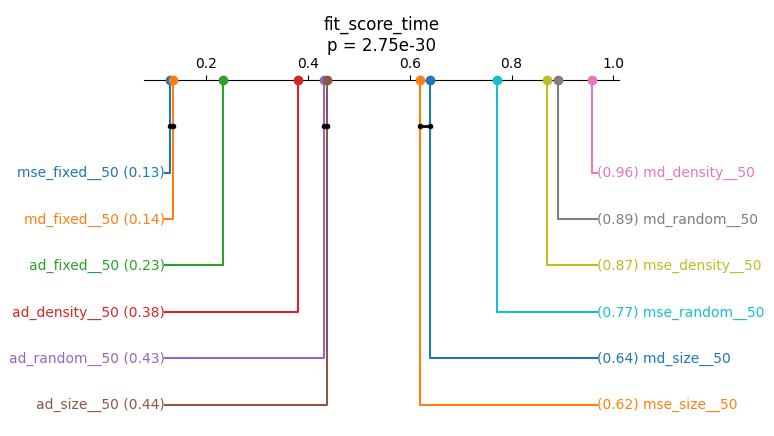 fit_score_time
p = 2.75e-30
0.2 0.4 0.6 0.8 1.0
mse_fixed__50 (0.13) (0.96) md_density__50
md_fixed__50 (0.14) (0.89) md_random__50
ad_fixed__50 (0.23) (0.87) mse_density__50
ad_density__50 (0.38) (0.77) mse_random__50
ad_random__50 (0.43) (0.64) md_size__50
ad_size__50 (0.44) (0.62) mse_size__50